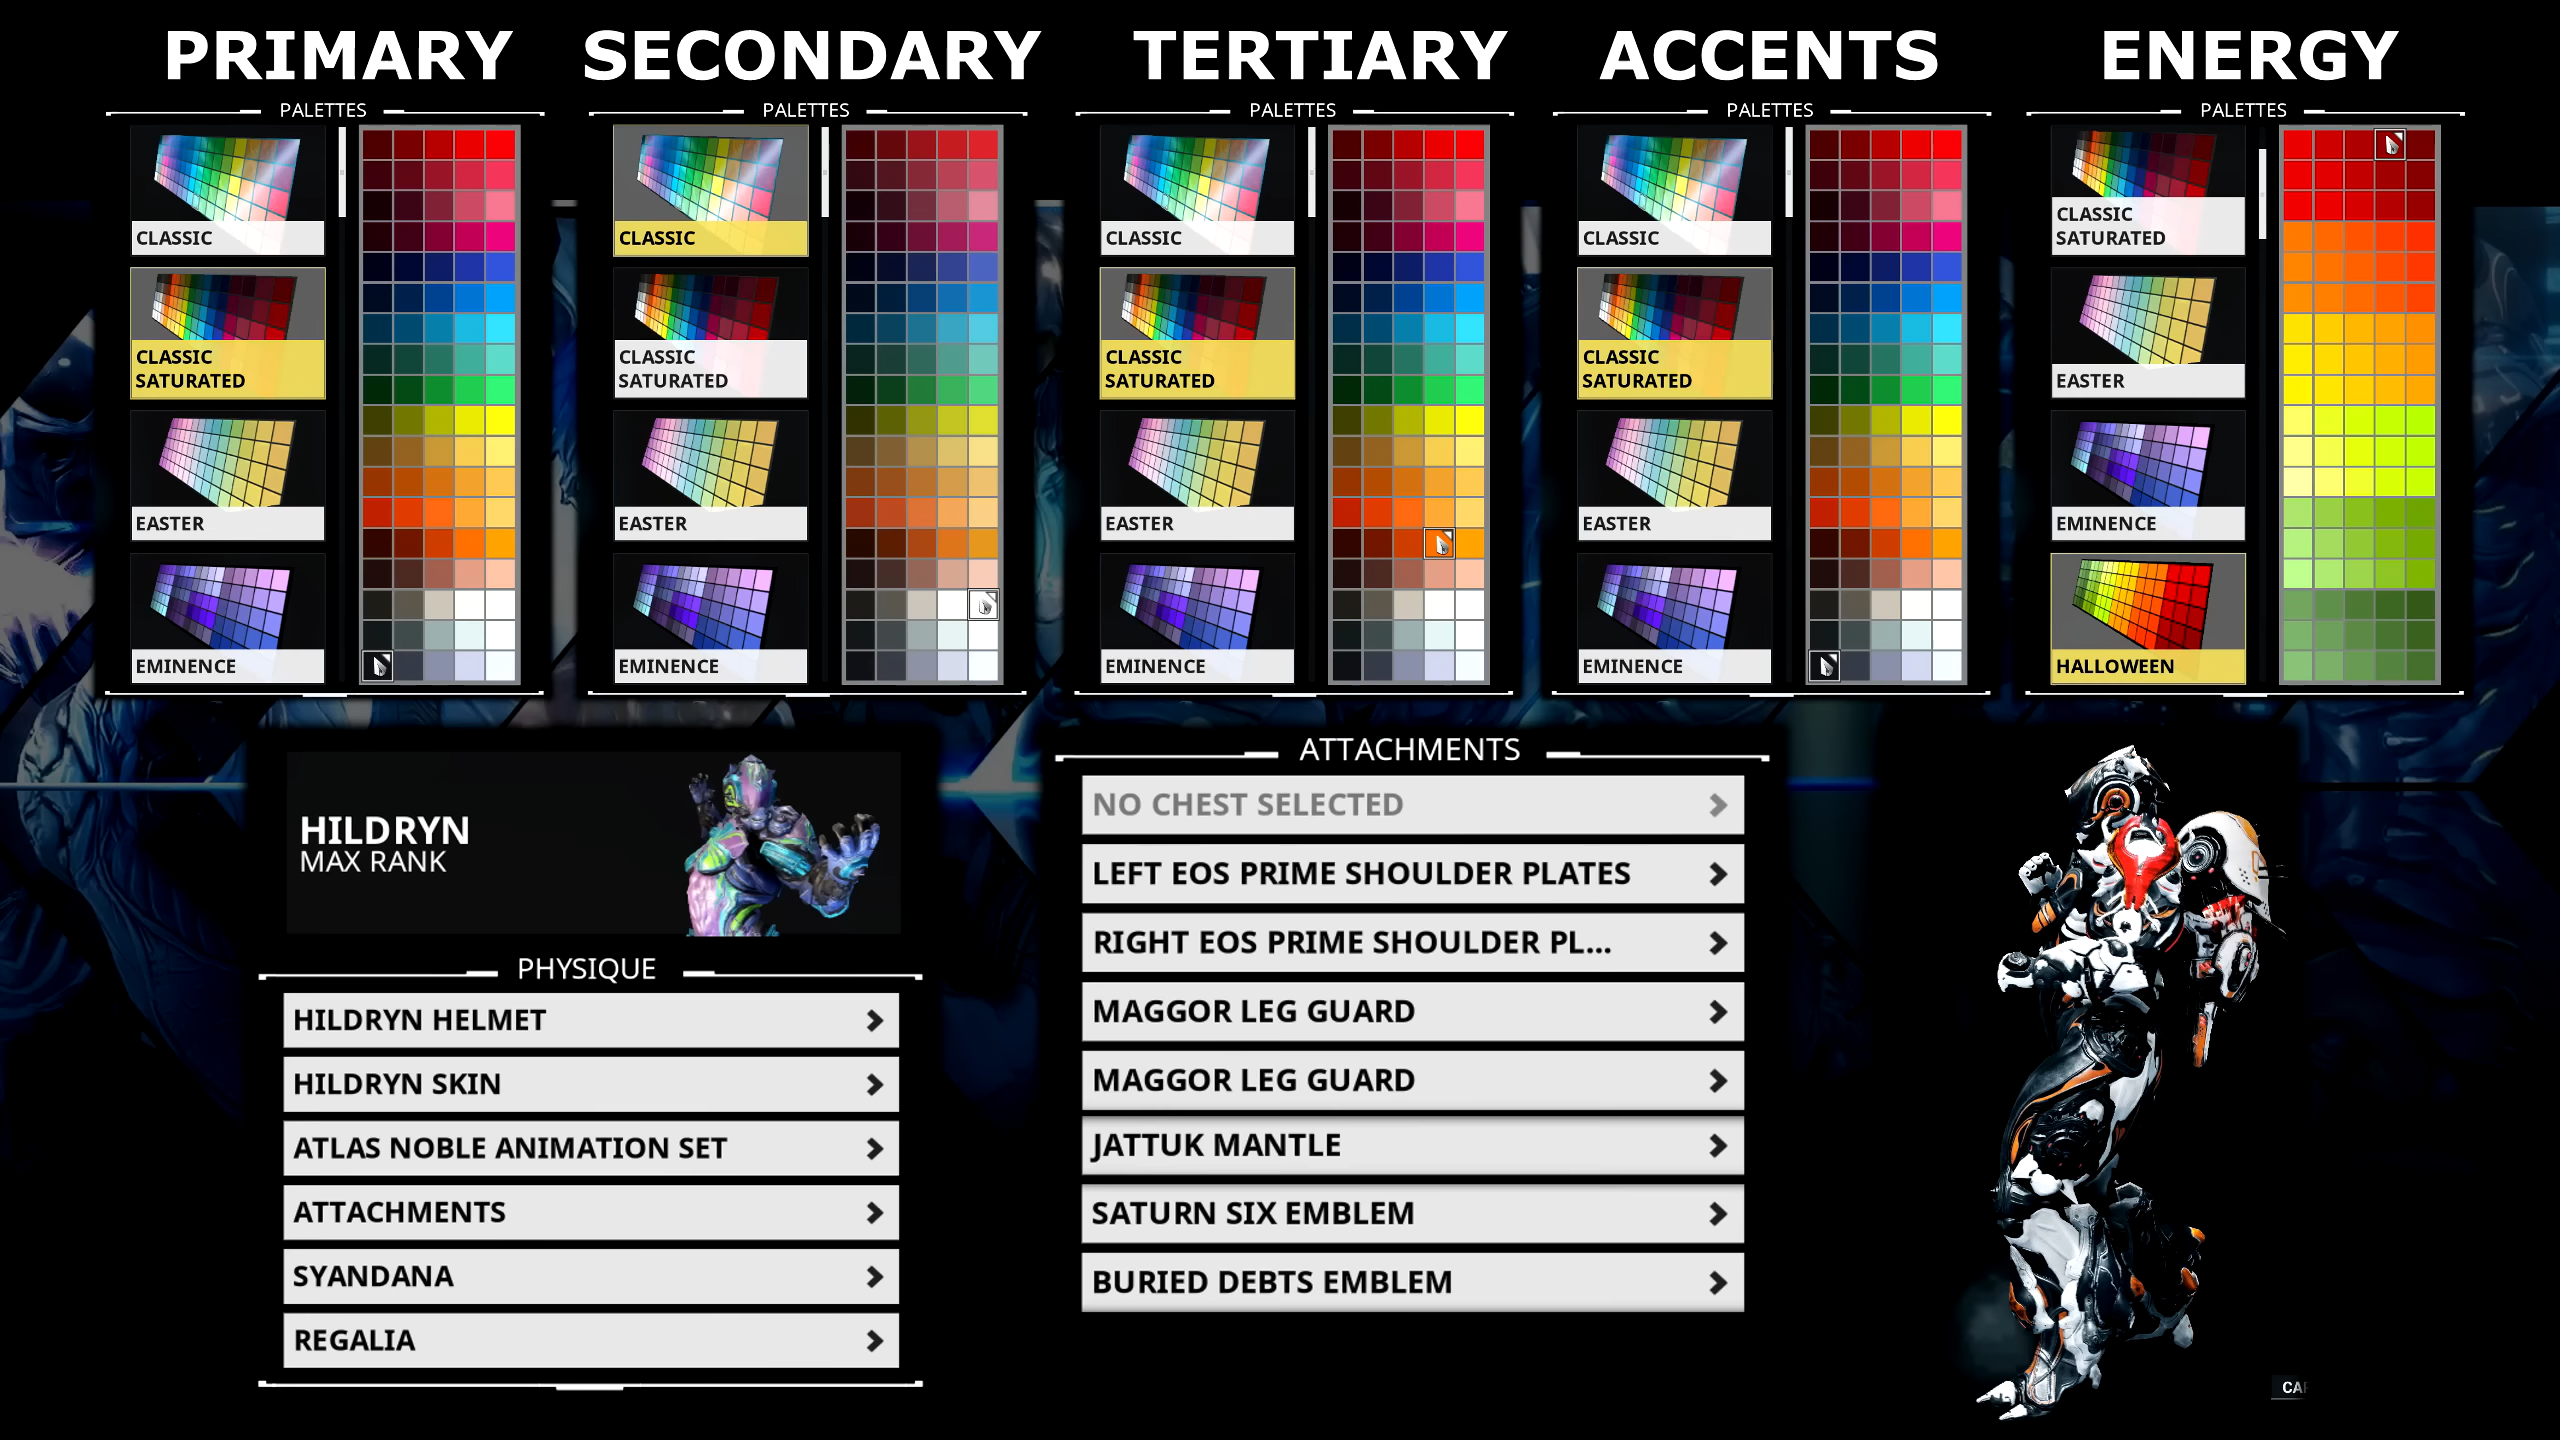 PRIMARY
SECONDARY
TERTIARY
ACCENTS
ENERGY
PALETTES
CLASSIC
CLASSIC
SATURATED
EASTER
EMINENCE
PALETTES
CLASSIC
CLASSIC
SATURATED
EASTER
EMINENCE
PALETTES
CLASSIC
CLASSIC
SATURATED
EASTER
EMINENCE
PALETTES
CLASSIC
CLASSIC
SATURATED
EASTER
EMINENCE
PALETTES
CLASSIC
SATURATED
EASTER
EMINENCE
HALLOWEEN
HILDRYN
MAX RANK
PHYSIQUE
HILDRYN HELMET
HILDRYN SKIN
ATLAS NOBLE ANIMATION SET
ATTACHMENTS
SYANDANA
REGALIA
ATTACHMENTS
NO CHEST SELECTED
LEFT EOS PRIME SHOULDER PLATES
RIGHT EOS PRIME SHOULDER PL...
MAGGOR LEG GUARD
MAGGOR LEG GUARD
JATTUK MANTLE
SATURN SIX EMBLEM
BURIED DEBTS EMBLEM